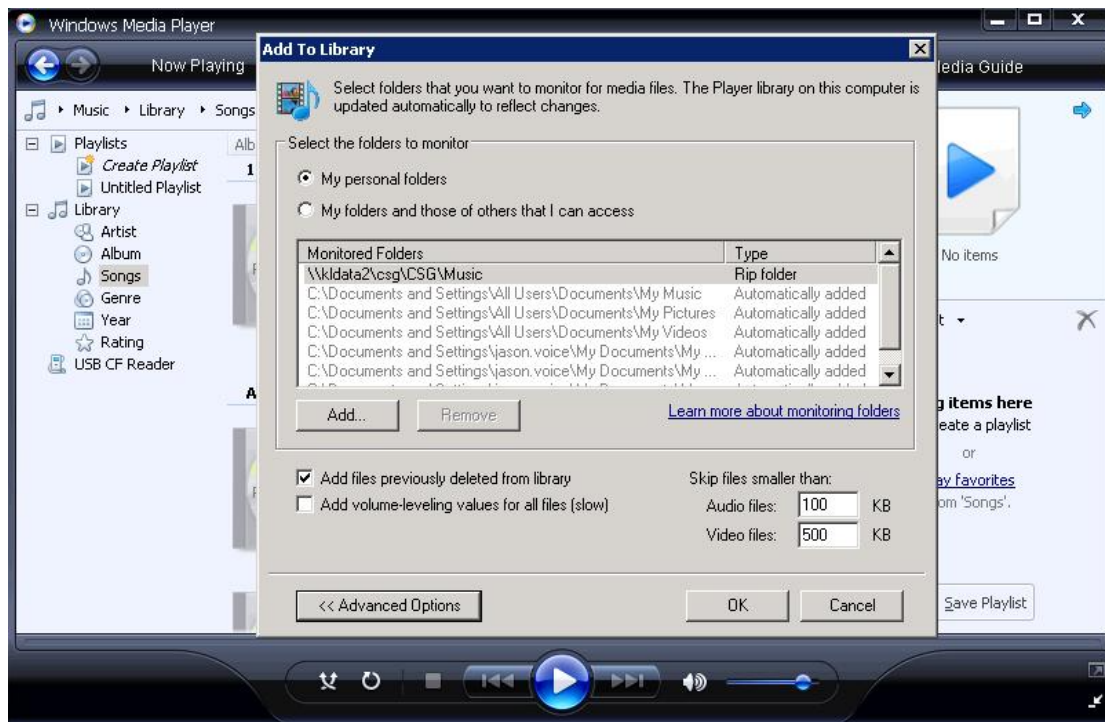 Windows Media Player
Now Playing
edia Guide
Music Library Songs
Playlists
Create Playlist
Untitled Playlist
Library
Artist
Album
Songs
Genre
Year
Rating
USB CF Reader
Alb
1
A
Add To Library
Select folders that you want to monitor for media files. The Player library on this computer is
updated automatically to reflect changes.
Select the folders to monitor
My personal folders
My folders and those of others that I can access
Monitored Folders Type
\\kldata2\csg\CSG\Music Rip folder
C:\Documents and Settings\All Users\Documents\My Music Automatically added
C:\Documents and Settings\All Users\Documents\My Pictures Automatically added
C:\Documents and Settings\All Users\Documents\My Videos Automatically added
C:\Documents and Settings\jason.voice\My Documents\My ... Automatically added
C:\Documents and Settings\jason.voice\My Documents\My ... Automatically added
Add... Remove Learn more about monitoring folders
Add files previously deleted from library
Add volume-leveling values for all files (slow)
Skip files smaller than:
Audio files: 100 KB
Video files: 500 KB
<< Advanced Options OK Cancel
No items
t
g items here
eate a playlist
or
ay favorites
om 'Songs'.
Save Playlist